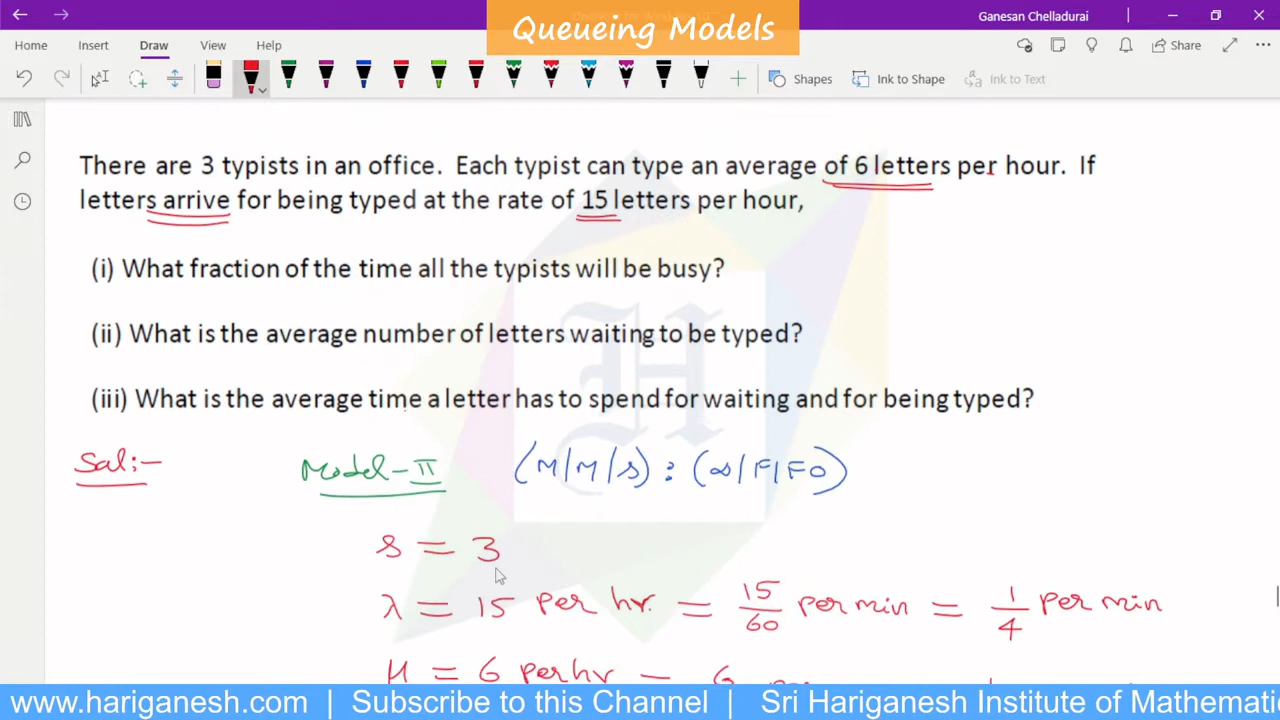 Queueing Models
Ganesan Chelladurai
Home Insert Draw View Help
Share
Shapes Ink to Shape Ink to Text
There are 3 typists in an office. Each typist can type an average of 6 letters per hour. If
letters arrive for being typed at the rate of 15 letters per hour,
(i) What fraction of the time all the typists will be busy?
(ii) What is the average number of letters waiting to be typed?
(iii) What is the average time a letter has to spend for waiting and for being typed?
Sol:-
Model-II (M/M/s) : (∞/FIFO)
s = 3
λ = 15 per hr. = 15/60 per min = 1/4 per min
μ = 6 per hr = 6
www.hariganesh.com | Subscribe to this Channel | Sri Hariganesh Institute of Mathemati